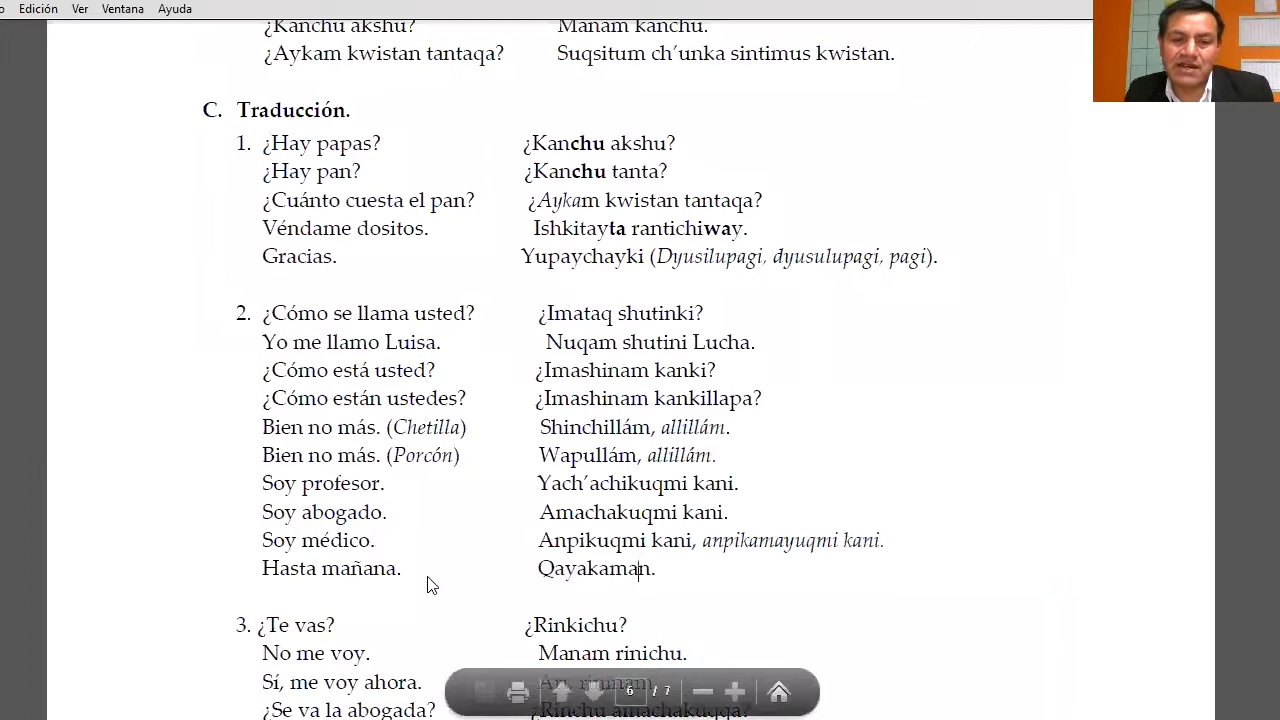 Edición Ver Ventana Ayuda
¿Kanchu akshu? Manam kanchu.
¿Aykam kwistan tantaqa? Suqsitum ch’unka sintimus kwistan.
C. Traducción.
1. ¿Hay papas? ¿Kanchu akshu?
¿Hay pan? ¿Kanchu tanta?
¿Cuánto cuesta el pan? ¿Aykam kwistan tantaqa?
Véndame dositos. Ishkitayta rantichiway.
Gracias. Yupaychayki (Dyusilupagi, dyusulupagi, pagi).
2. ¿Cómo se llama usted? ¿Imataq shutinki?
Yo me llamo Luisa. Nuqam shutini Lucha.
¿Cómo está usted? ¿Imashinam kanki?
¿Cómo están ustedes? ¿Imashinam kankillapa?
Bien no más. (Chetilla) Shinchillám, allillám.
Bien no más. (Porcón) Wapullám, allillám.
Soy profesor. Yach’achikuqmi kani.
Soy abogado. Amachakuqmi kani.
Soy médico. Anpikuqmi kani, anpikamayuqmi kani.
Hasta mañana. Qayakaman.
3. ¿Te vas? ¿Rinkichu?
No me voy. Manam rinichu.
Sí, me voy ahora.
6 / 7
¿Se va la abogada? ¿Rinchu amachakuqqa?